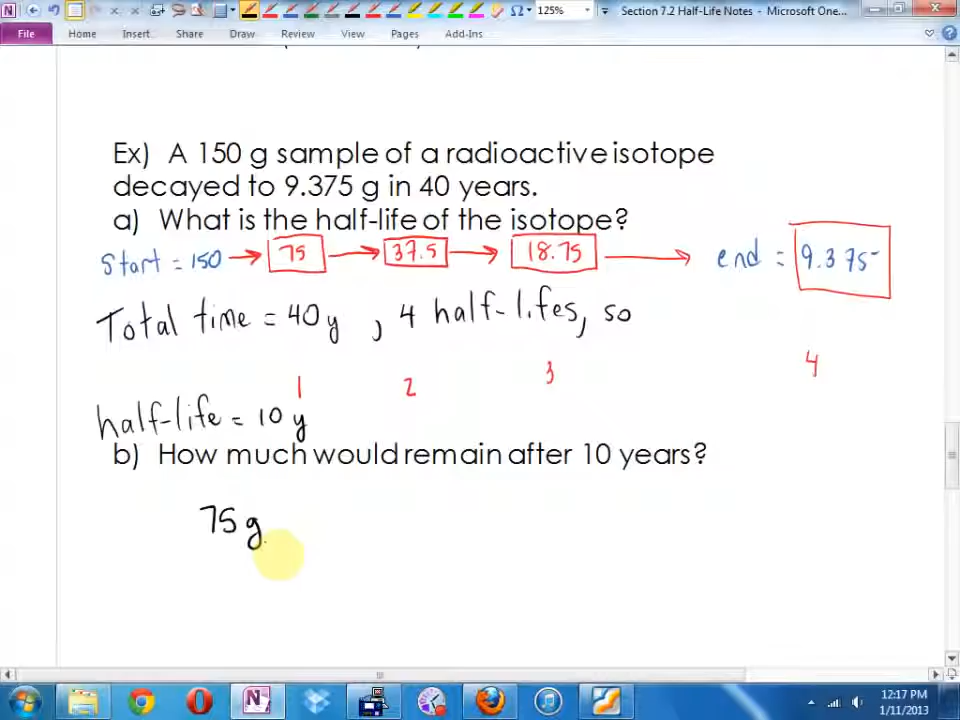 125%
Section 7.2 Half-Life Notes - Microsoft One...
File Home Insert Share Draw Review View Pages Add-Ins
Ex) A 150 g sample of a radioactive isotope
decayed to 9.375 g in 40 years.
a) What is the half-life of the isotope?
start = 150 → 75 → 37.5 → 18.75 → end = 9.375
Total time = 40y , 4 half-lifes, so
1 2 3 4
half-life = 10 y
b) How much would remain after 10 years?
75 g
12:17 PM
1/11/2013